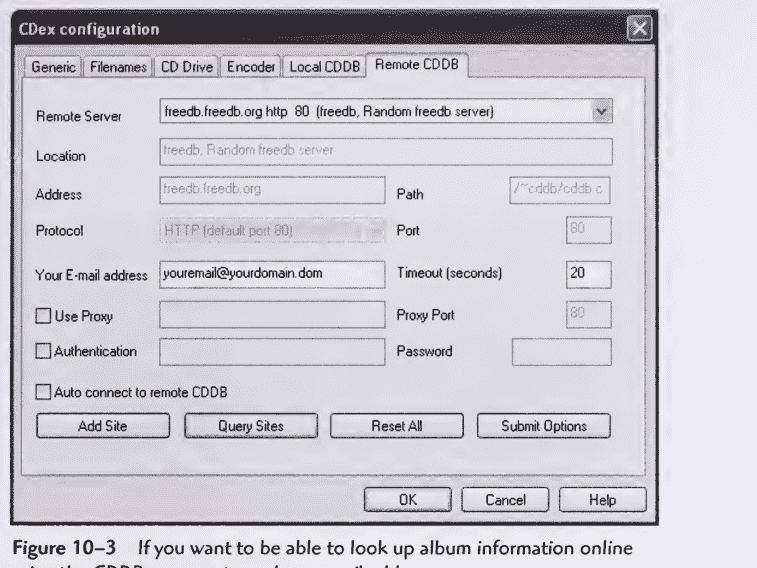 CDex configuration
Generic Filenames CD Drive Encoder Local CDDB Remote CDDB
Remote Server freedb.freedb.org http 80 (freedb, Random freedb server)
Location freedb, Random freedb server
Address freedb.freedb.org Path /~cddb/cddb.c
Protocol HTTP (default port 80) Port 80
Your E-mail address youremail@yourdomain.dom Timeout (seconds) 20
Use Proxy Proxy Port 80
Authentication Password
Auto connect to remote CDDB
Add Site Query Sites Reset All Submit Options
OK Cancel Help
Figure 10–3 If you want to be able to look up album information online